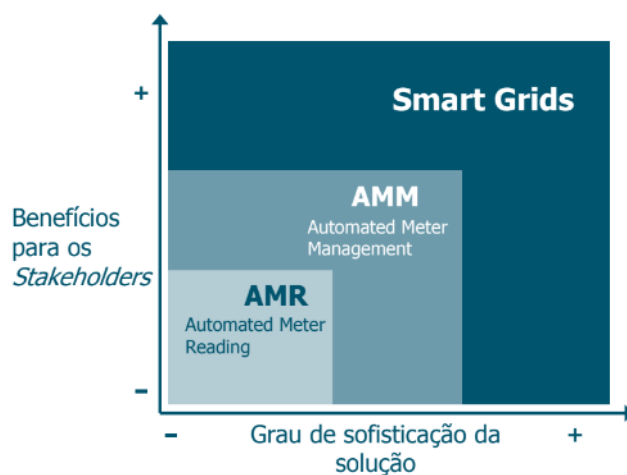 +
Smart Grids
AMM
Automated Meter
Management
Benefícios
para os
Stakeholders
AMR
Automated Meter
Reading
-
-
Grau de sofisticação da
solução
+